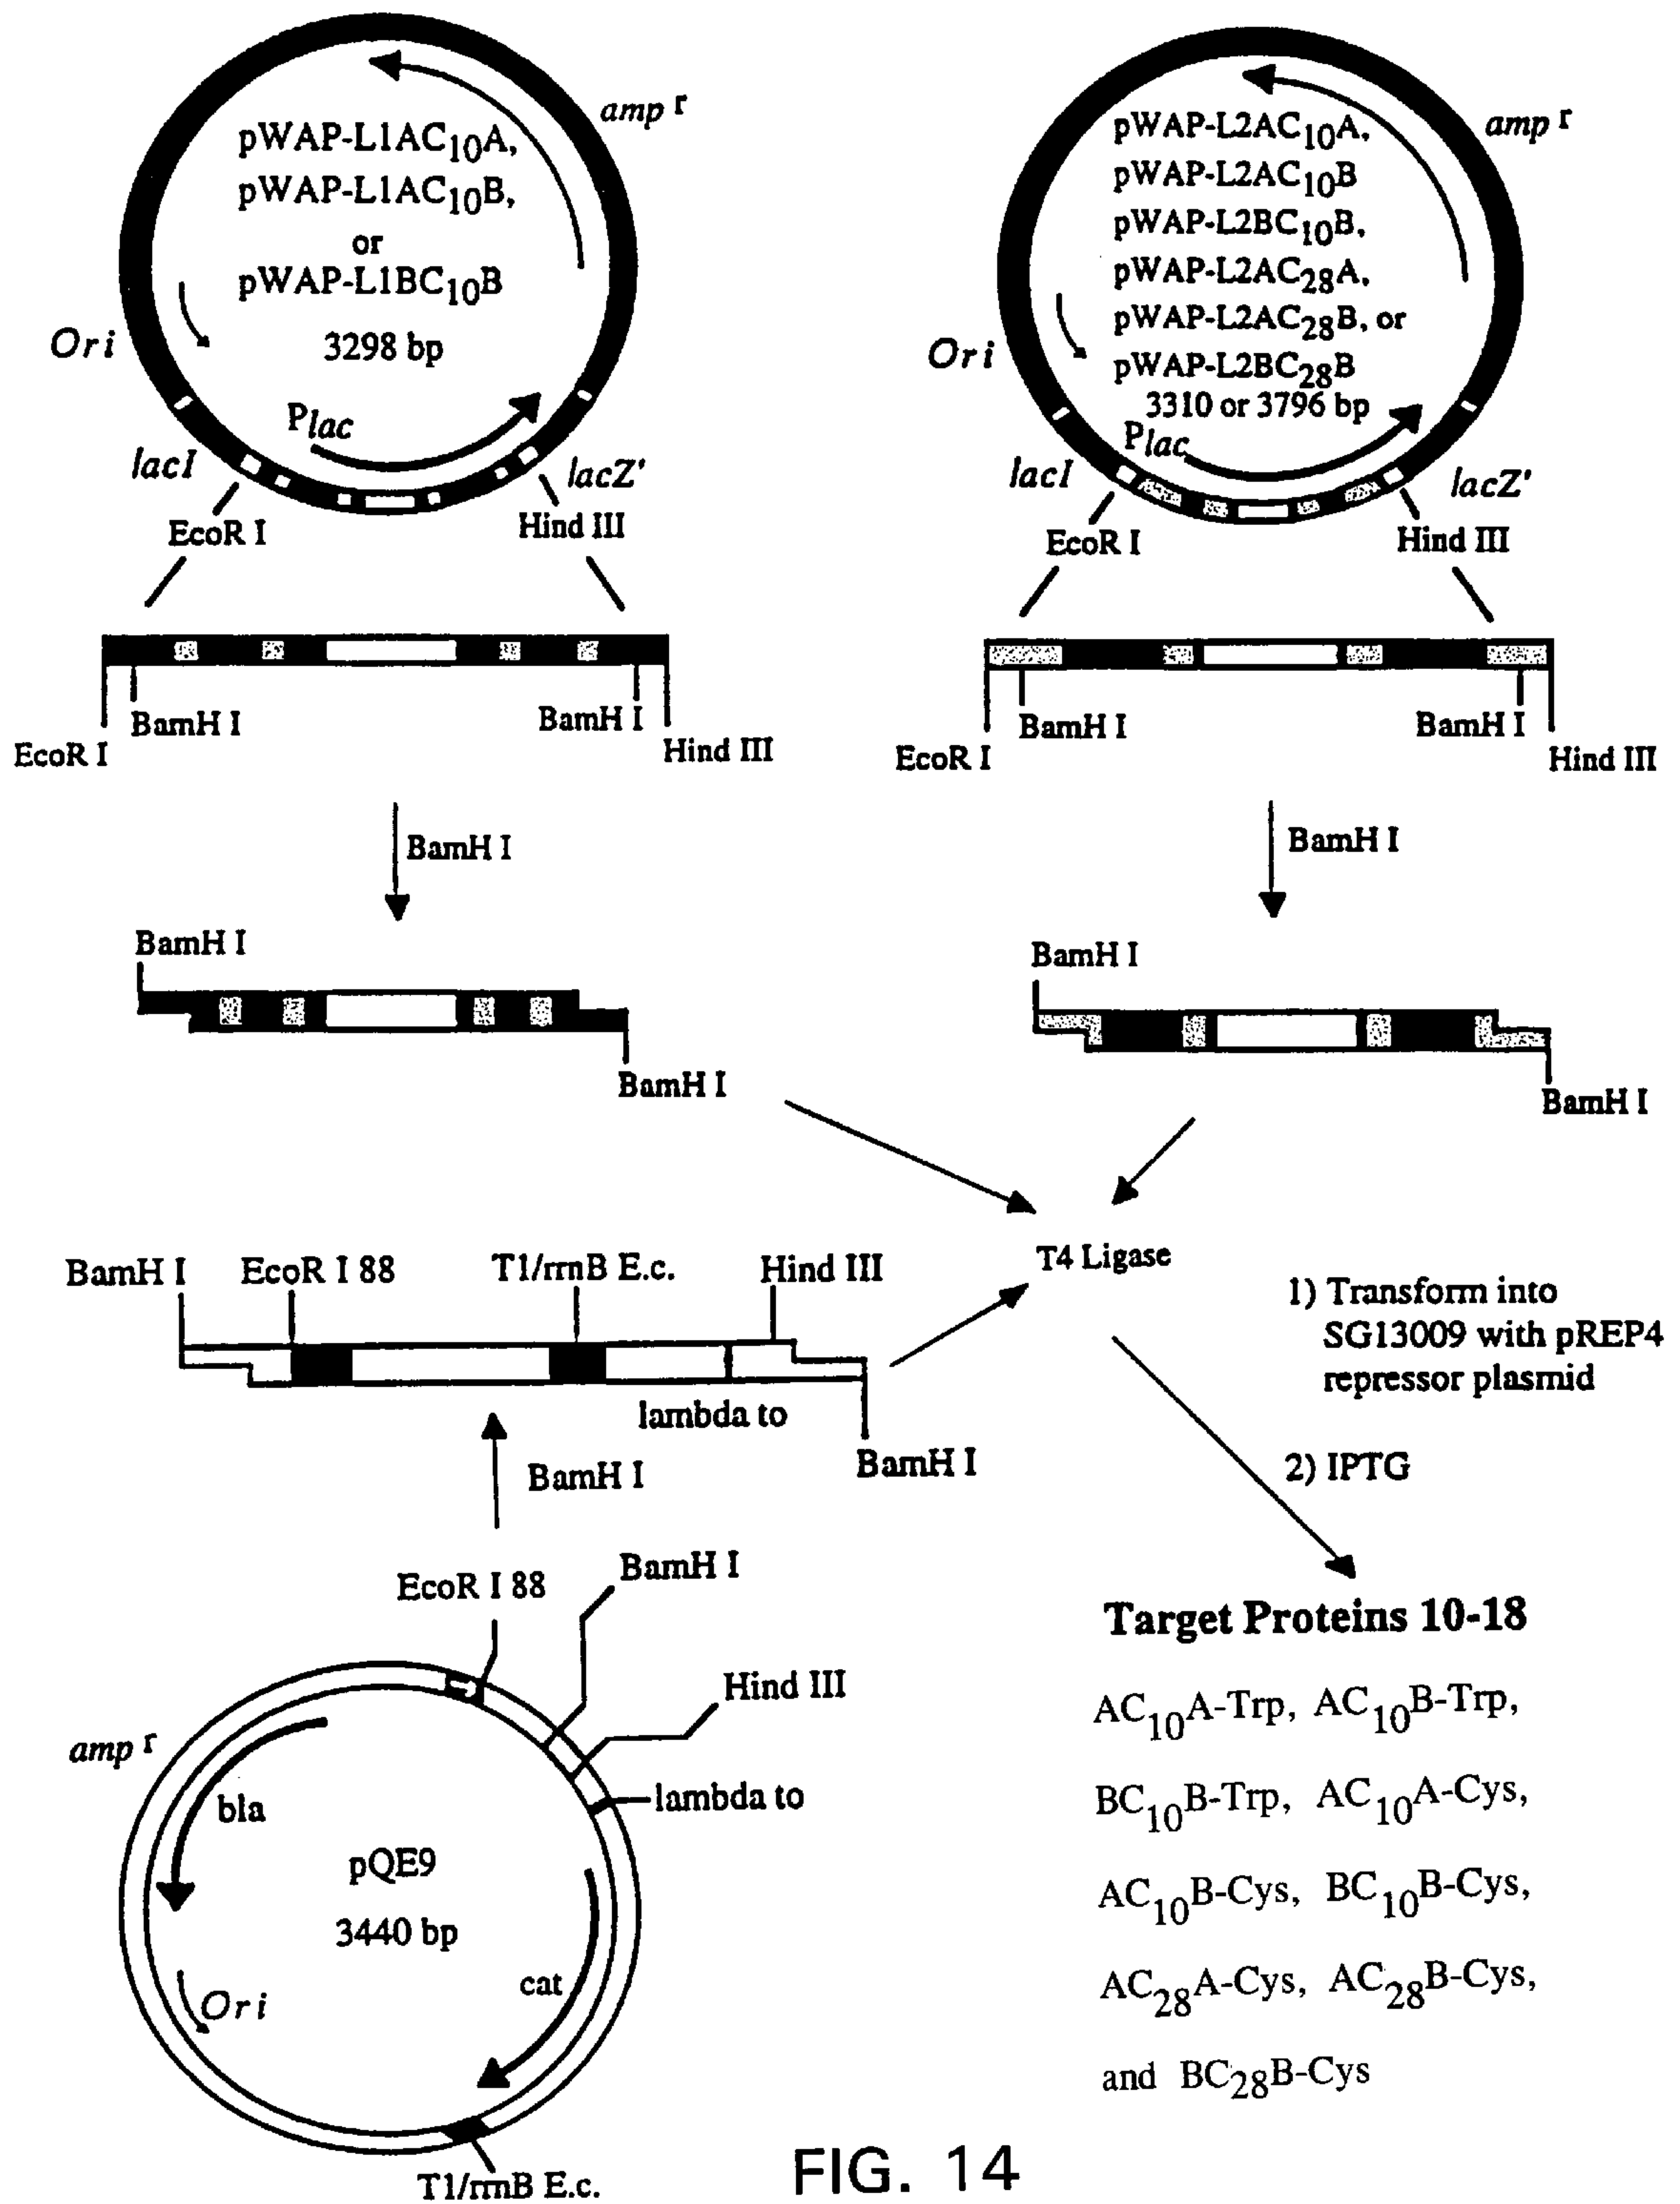 amp r
pWAP-L1AC10A,
pWAP-L1AC10B,
or
pWAP-L1BC10B
3298 bp
Ori
Plac
lacI
lacZ'
EcoR I
Hind III
amp r
pWAP-L2AC10A,
pWAP-L2AC10B
pWAP-L2BC10B,
pWAP-L2AC28A,
pWAP-L2AC28B, or
pWAP-L2BC28B
3310 or 3796 bp
Ori
Plac
lacI
lacZ'
EcoR I
Hind III
BamH I
BamH I
EcoR I
Hind III
BamH I
BamH I
EcoR I
Hind III
BamH I
BamH I
BamH I
BamH I
BamH I
BamH I
T4 Ligase
BamH I
EcoR I 88
T1/rrnB E.c.
Hind III
lambda to
BamH I
1) Transform into
SG13009 with pREP4
repressor plasmid
2) IPTG
BamH I
EcoR I 88
BamH I
Hind III
lambda to
amp r
bla
pQE9
3440 bp
Ori
cat
T1/rrnB E.c.
Target Proteins 10-18
AC10A-Trp, AC10B-Trp,
BC10B-Trp, AC10A-Cys,
AC10B-Cys, BC10B-Cys,
AC28A-Cys, AC28B-Cys,
and BC28B-Cys
FIG. 14